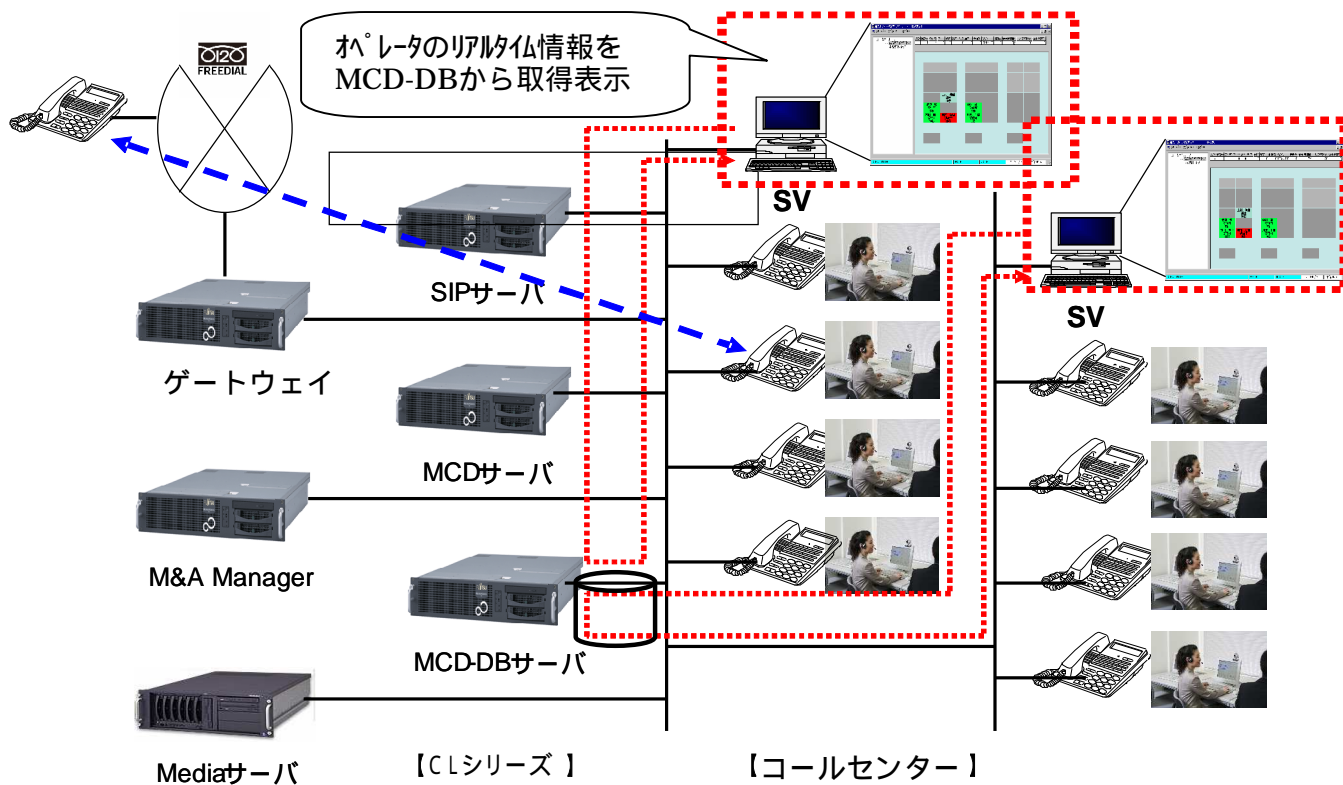 0120
FREEDIAL
ｵﾍﾟﾚｰﾀのﾘｱﾙﾀｲﾑ情報を
MCD-DBから取得表示
SV
SIPサーバ
SV
ゲートウェイ
MCDサーバ
M&A Manager
MCD-DBサーバ
Mediaサーバ
【CLシリーズ 】
【コールセンター 】